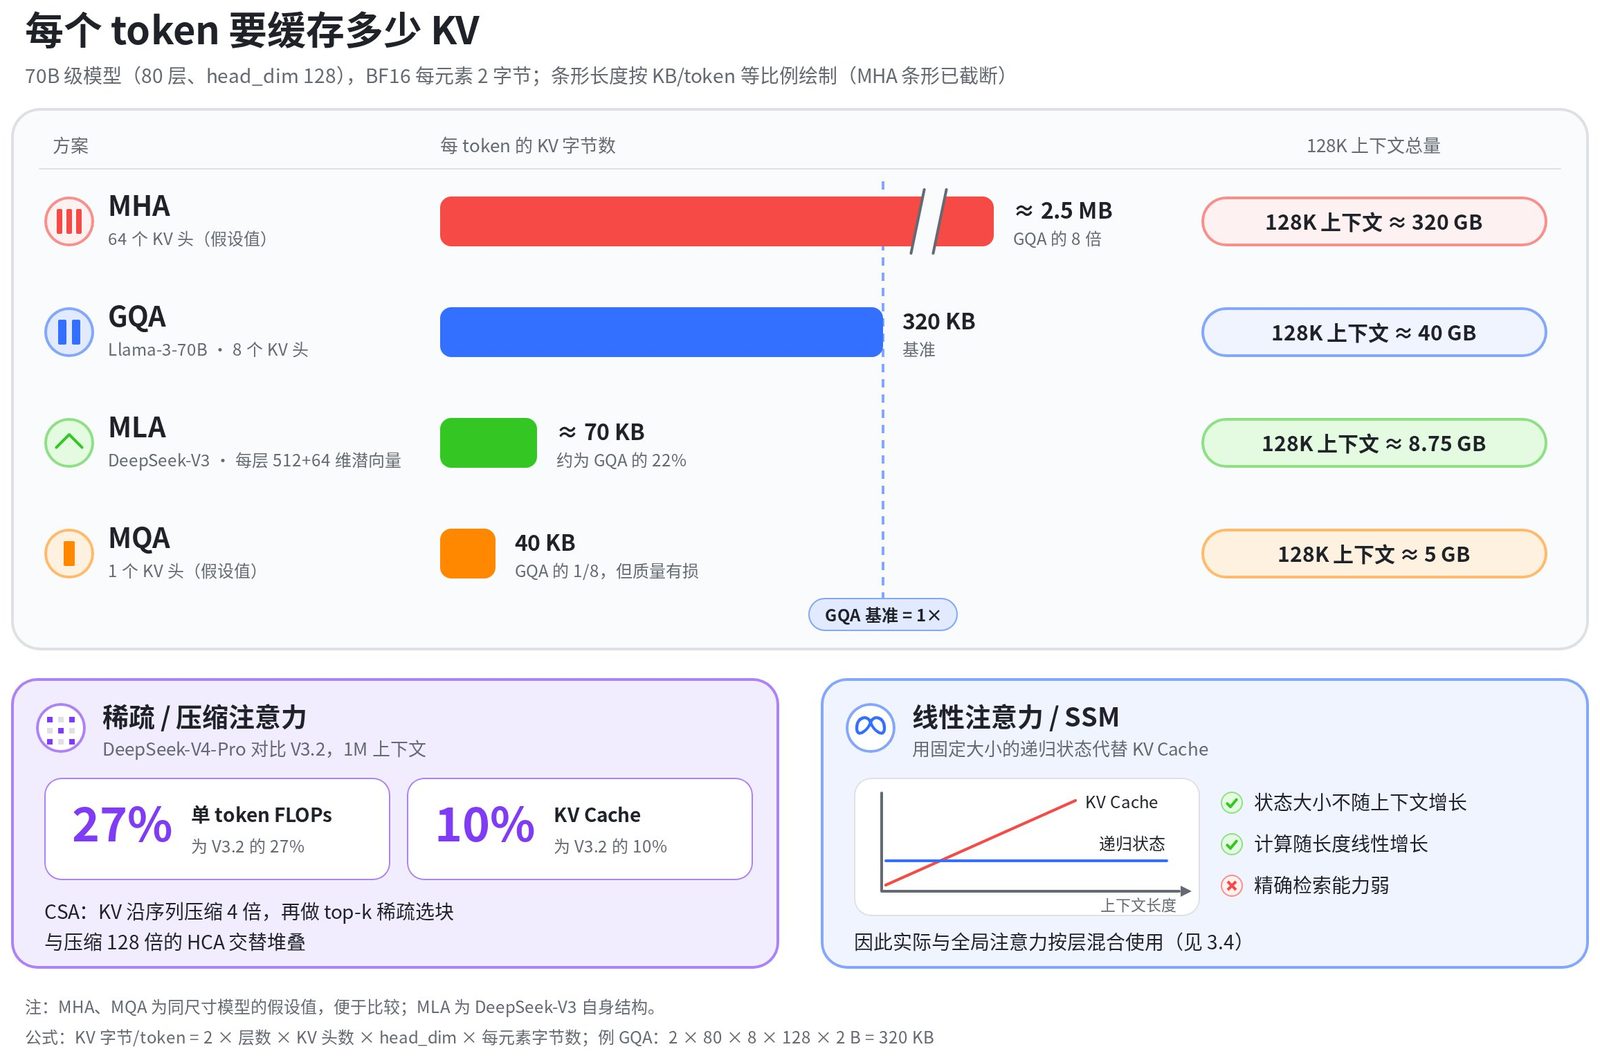 每个 token 要缓存多少 KV
70B 级模型（80 层、head_dim 128），BF16 每元素 2 字节；条形长度按 KB/token 等比例绘制（MHA 条形已截断）
方案
每 token 的 KV 字节数
128K 上下文总量
MHA
64 个 KV 头（假设值）
≈ 2.5 MB
GQA 的 8 倍
128K 上下文 ≈ 320 GB
GQA
Llama-3-70B · 8 个 KV 头
320 KB
基准
128K 上下文 ≈ 40 GB
MLA
DeepSeek-V3 · 每层 512+64 维潜向量
≈ 70 KB
约为 GQA 的 22%
128K 上下文 ≈ 8.75 GB
MQA
1 个 KV 头（假设值）
40 KB
GQA 的 1/8，但质量有损
128K 上下文 ≈ 5 GB
GQA 基准 = 1×
稀疏 / 压缩注意力
DeepSeek-V4-Pro 对比 V3.2，1M 上下文
27%
单 token FLOPs
为 V3.2 的 27%
10%
KV Cache
为 V3.2 的 10%
CSA：KV 沿序列压缩 4 倍，再做 top-k 稀疏选块
与压缩 128 倍的 HCA 交替堆叠
线性注意力 / SSM
用固定大小的递归状态代替 KV Cache
KV Cache
递归状态
上下文长度
状态大小不随上下文增长
计算随长度线性增长
精确检索能力弱
因此实际与全局注意力按层混合使用（见 3.4）
注：MHA、MQA 为同尺寸模型的假设值，便于比较；MLA 为 DeepSeek-V3 自身结构。
公式：KV 字节/token = 2 × 层数 × KV 头数 × head_dim × 每元素字节数；例 GQA：2 × 80 × 8 × 128 × 2 B = 320 KB